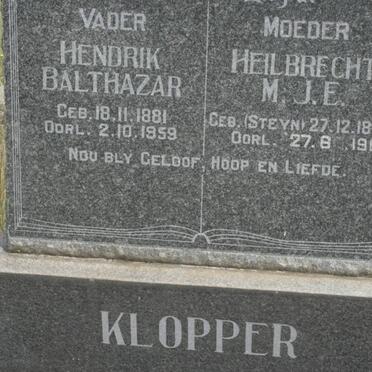 VADER
HENDRIK
BALTHAZAR
GEB. 18.11.1881
OORL. 2.10.1959
MOEDER
HEILBRECHT
M.J.E.
GEB. (STEYN) 27.12.18
OORL. 27.8.19
NOU BLY GELOOF, HOOP EN LIEFDE.
KLOPPER